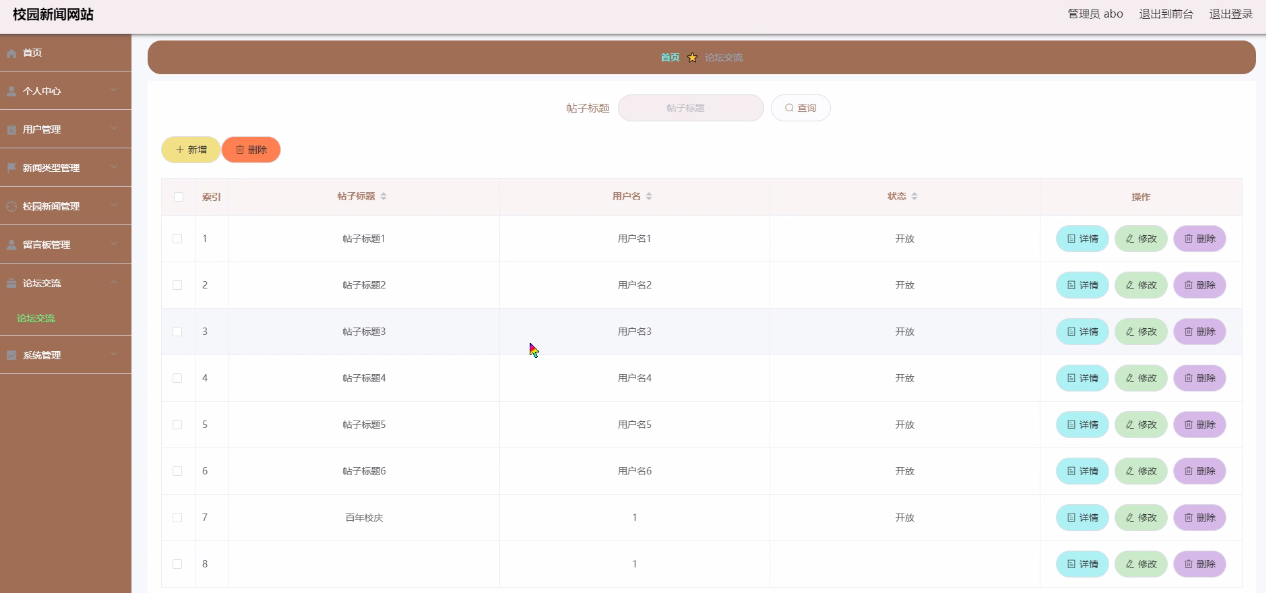 校园新闻网站
管理员 abo 退出到前台 退出登录
首页
个人中心
用户管理
新闻类型管理
校园新闻管理
留言板管理
论坛交流
论坛交流
系统管理
首页 论坛交流
帖子标题 帖子标题 查询
新增 删除
索引 帖子标题 用户名 状态 操作
1 帖子标题1 用户名1 开放 详情 修改 删除
2 帖子标题2 用户名2 开放 详情 修改 删除
3 帖子标题3 用户名3 开放 详情 修改 删除
4 帖子标题4 用户名4 开放 详情 修改 删除
5 帖子标题5 用户名5 开放 详情 修改 删除
6 帖子标题6 用户名6 开放 详情 修改 删除
7 百年校庆 1 开放 详情 修改 删除
8 1 详情 修改 删除